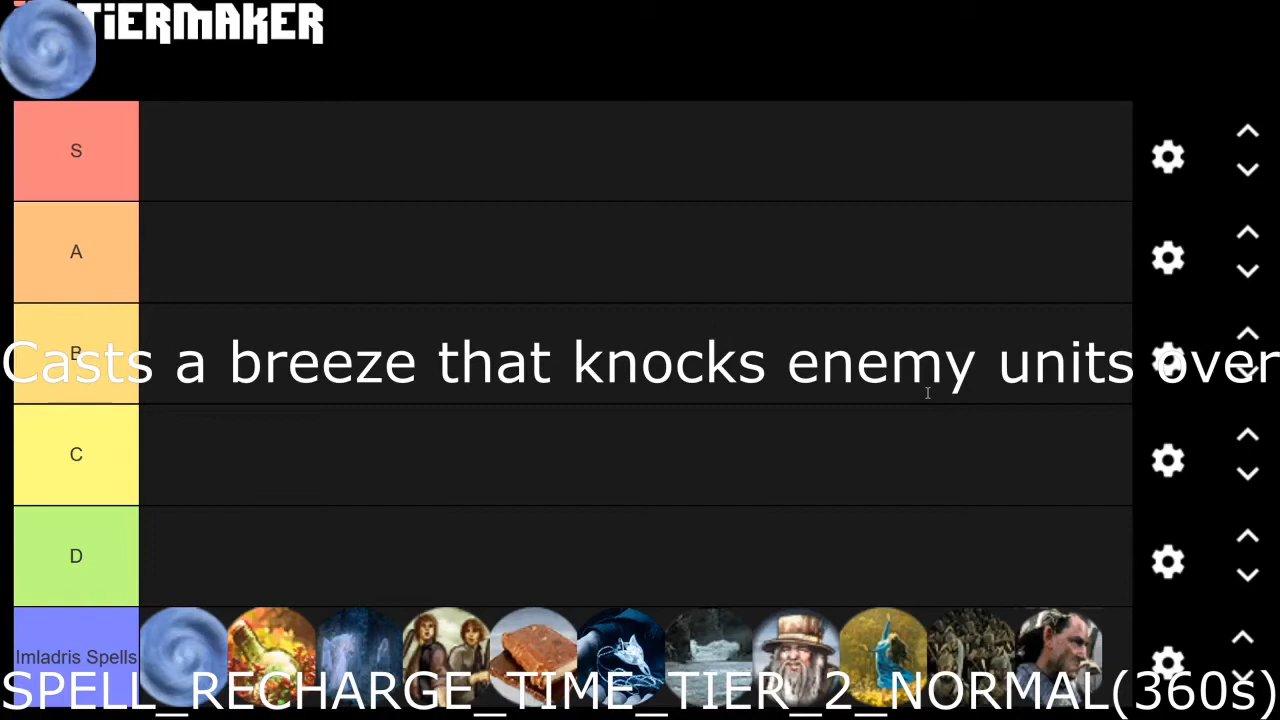 TiERMAKER
S
A
B
Casts a breeze that knocks enemy units over
C
D
Imladris Spells
SPELL_RECHARGE_TIME_TIER_2_NORMAL(360s)